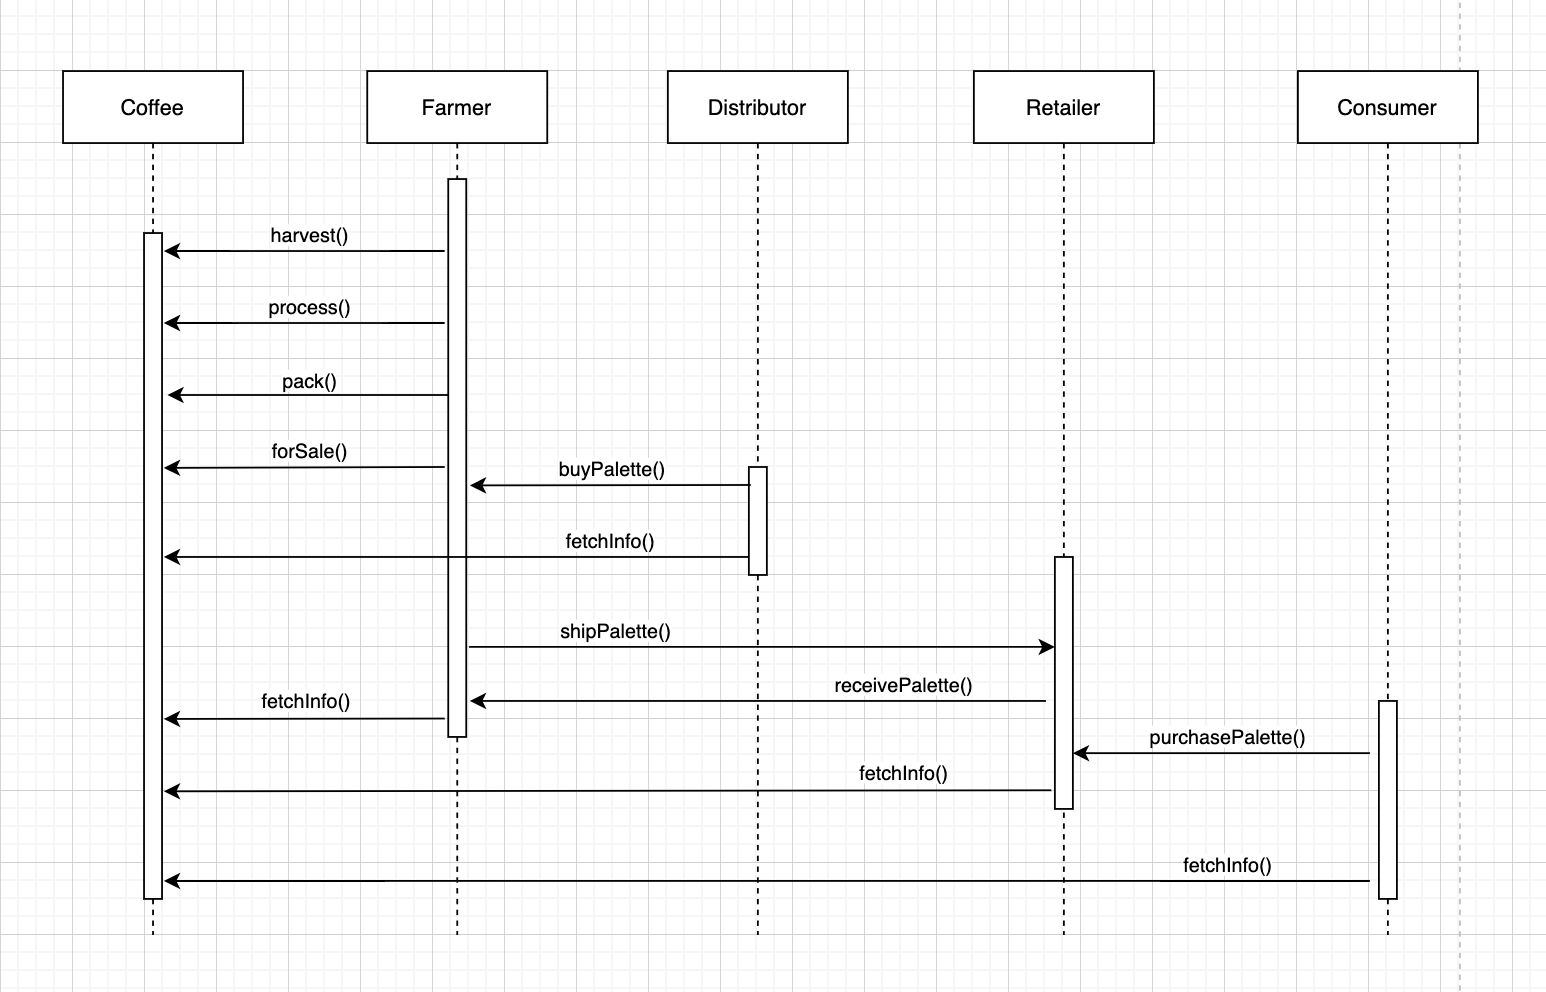 Coffee
Farmer
Distributor
Retailer
Consumer
harvest()
process()
pack()
forSale()
buyPalette()
fetchInfo()
shipPalette()
receivePalette()
fetchInfo()
purchasePalette()
fetchInfo()
fetchInfo()